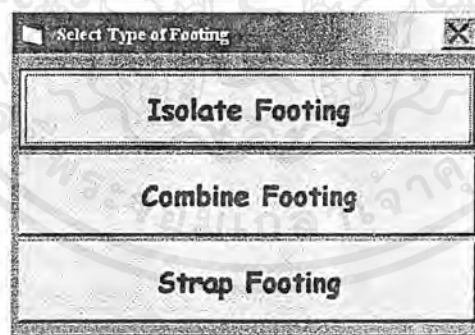 Select Type of Footing
Isolate Footing
Combine Footing
Strap Footing